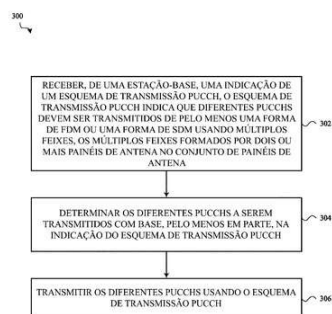 300
RECEBER, DE UMA ESTAÇÃO-BASE, UMA INDICAÇÃO DE
UM ESQUEMA DE TRANSMISSÃO PUCCH, O ESQUEMA DE
TRANSMISSÃO PUCCH INDICA QUE DIFERENTES PUCCHS
DEVEM SER TRANSMITIDOS DE PELO MENOS UMA FORMA
DE FDM OU UMA FORMA DE SDM USANDO MÚLTIPLOS
FEIXES, OS MÚLTIPLOS FEIXES FORMADOS POR DOIS OU
MAIS PAINÉIS DE ANTENA NO CONJUNTO DE PAINÉIS DE
ANTENA
302
DETERMINAR OS DIFERENTES PUCCHS A SEREM
TRANSMITIDOS COM BASE, PELO MENOS EM PARTE, NA
INDICAÇÃO DO ESQUEMA DE TRANSMISSÃO PUCCH
304
TRANSMITIR OS DIFERENTES PUCCHS USANDO O ESQUEMA
DE TRANSMISSÃO PUCCH
306